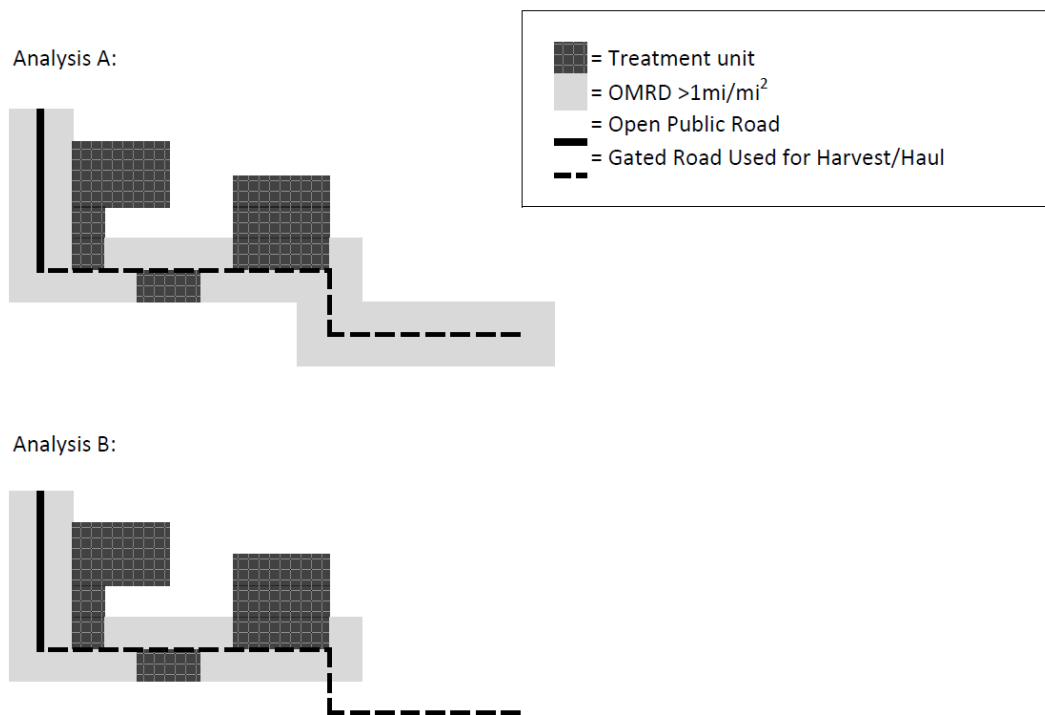 Analysis A:
= Treatment unit
= OMRD >1mi/mi²
= Open Public Road
= Gated Road Used for Harvest/Haul
Analysis B: